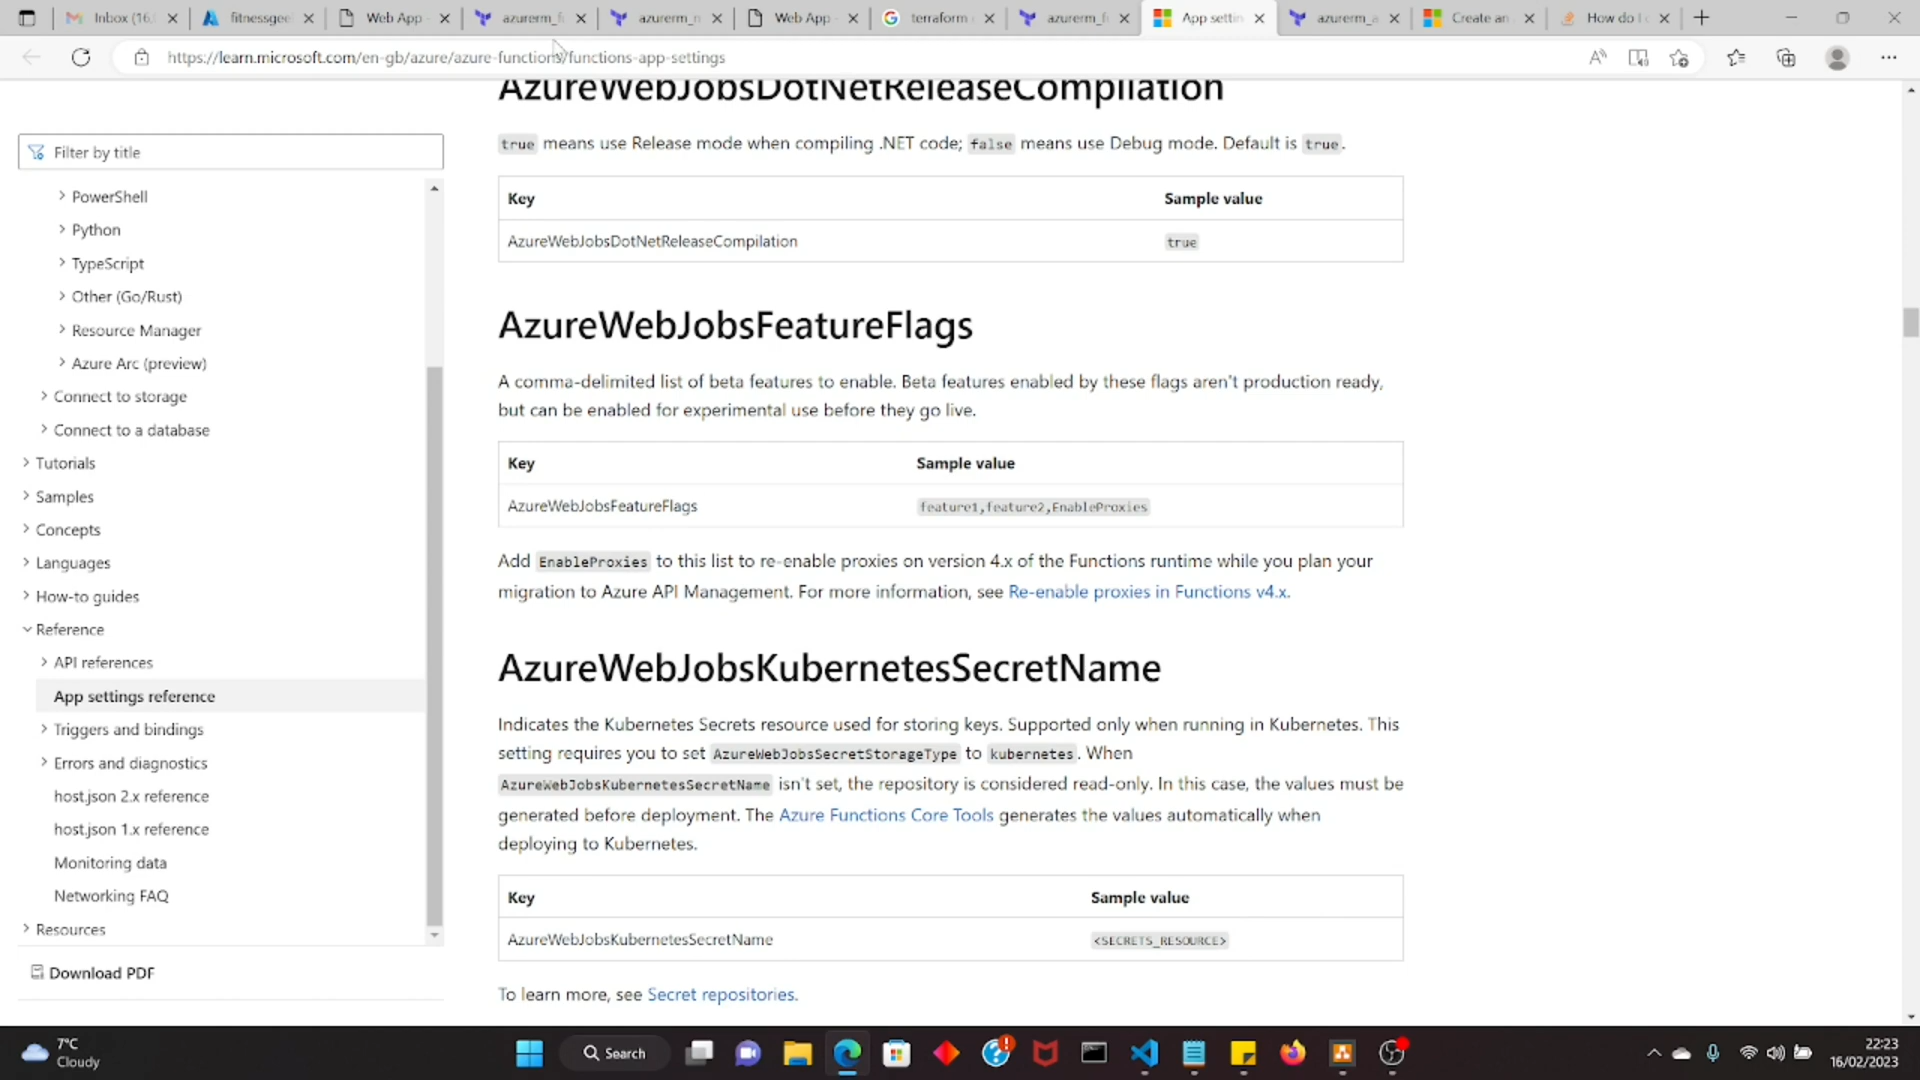 Inbox (16,
fitnessgee
Web App -
azurerm_f
azurerm_n
Web App -
terraform
azurerm_f
App settin
azurerm_a
Create an
How do I
https://learn.microsoft.com/en-gb/azure/azure-functions/functions-app-settings
Filter by title
PowerShell
Python
TypeScript
Other (Go/Rust)
Resource Manager
Azure Arc (preview)
Connect to storage
Connect to a database
Tutorials
Samples
Concepts
Languages
How-to guides
Reference
API references
App settings reference
Triggers and bindings
Errors and diagnostics
host.json 2.x reference
host.json 1.x reference
Monitoring data
Networking FAQ
Resources
Download PDF
AzureWebJobsDotNetReleaseCompilation
true means use Release mode when compiling .NET code; false means use Debug mode. Default is true.
Key Sample value
AzureWebJobsDotNetReleaseCompilation true
AzureWebJobsFeatureFlags
A comma-delimited list of beta features to enable. Beta features enabled by these flags aren't production ready,
but can be enabled for experimental use before they go live.
Key Sample value
AzureWebJobsFeatureFlags feature1,feature2,EnableProxies
Add EnableProxies to this list to re-enable proxies on version 4.x of the Functions runtime while you plan your
migration to Azure API Management. For more information, see Re-enable proxies in Functions v4.x.
AzureWebJobsKubernetesSecretName
Indicates the Kubernetes Secrets resource used for storing keys. Supported only when running in Kubernetes. This
setting requires you to set AzureWebJobsSecretStorageType to kubernetes. When
AzureWebJobsKubernetesSecretName isn't set, the repository is considered read-only. In this case, the values must be
generated before deployment. The Azure Functions Core Tools generates the values automatically when
deploying to Kubernetes.
Key Sample value
AzureWebJobsKubernetesSecretName <SECRETS_RESOURCE>
To learn more, see Secret repositories.
7°C
Cloudy
Search
22:23
16/02/2023